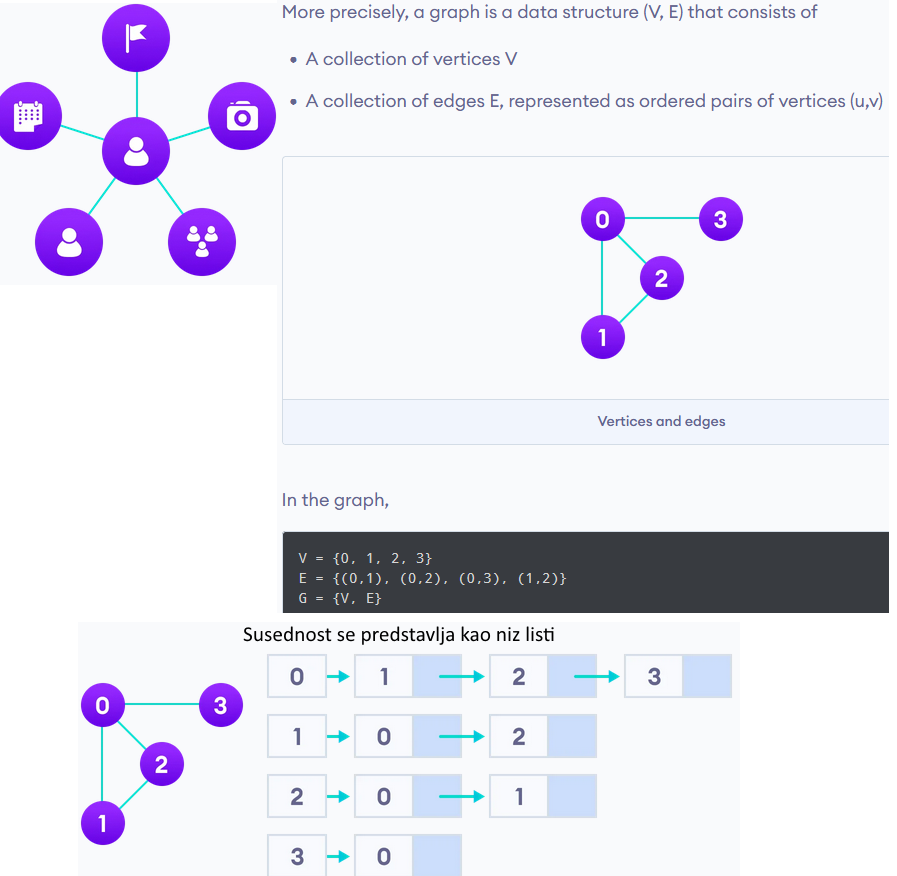 More precisely, a graph is a data structure (V, E) that consists of
• A collection of vertices V
• A collection of edges E, represented as ordered pairs of vertices (u,v)
0 3
2
1
Vertices and edges
In the graph,
V = {0, 1, 2, 3}
E = {(0,1), (0,2), (0,3), (1,2)}
G = {V, E}
Susednost se predstavlja kao niz listi
0 3
2
1
0 1 2 3
1 0 2
2 0 1
3 0